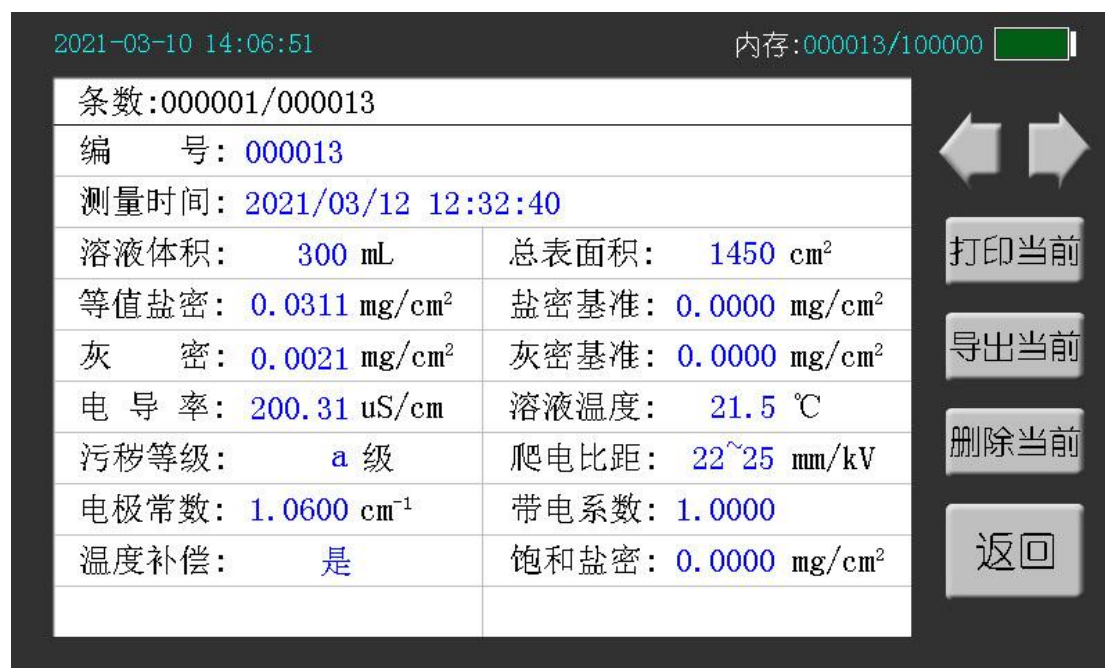 2021-03-10 14:06:51 内存:000013/100000
条数:000001/000013
编 号: 000013
测量时间: 2021/03/12 12:32:40
溶液体积: 300 mL 总表面积: 1450 cm²
等值盐密: 0.0311 mg/cm² 盐密基准: 0.0000 mg/cm²
灰 密: 0.0021 mg/cm² 灰密基准: 0.0000 mg/cm²
电 导 率: 200.31 uS/cm 溶液温度: 21.5 ℃
污秽等级: a 级 爬电比距: 22~25 mm/kV
电极常数: 1.0600 cm⁻¹ 带电系数: 1.0000
温度补偿: 是 饱和盐密: 0.0000 mg/cm²
打印当前
导出当前
删除当前
返回